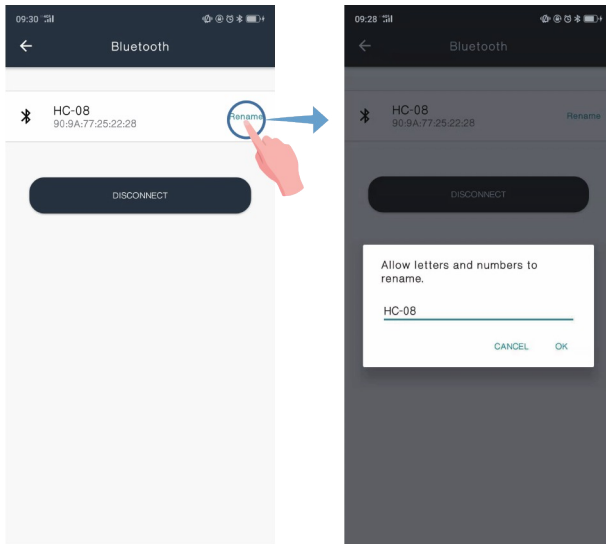 09:30
Bluetooth
HC-08
Rename
90:9A:77:25:22:28
DISCONNECT
09:28
Bluetooth
HC-08
Rename
90:9A:77:25:22:28
DISCONNECT
Allow letters and numbers to
rename.
HC-08
CANCEL OK